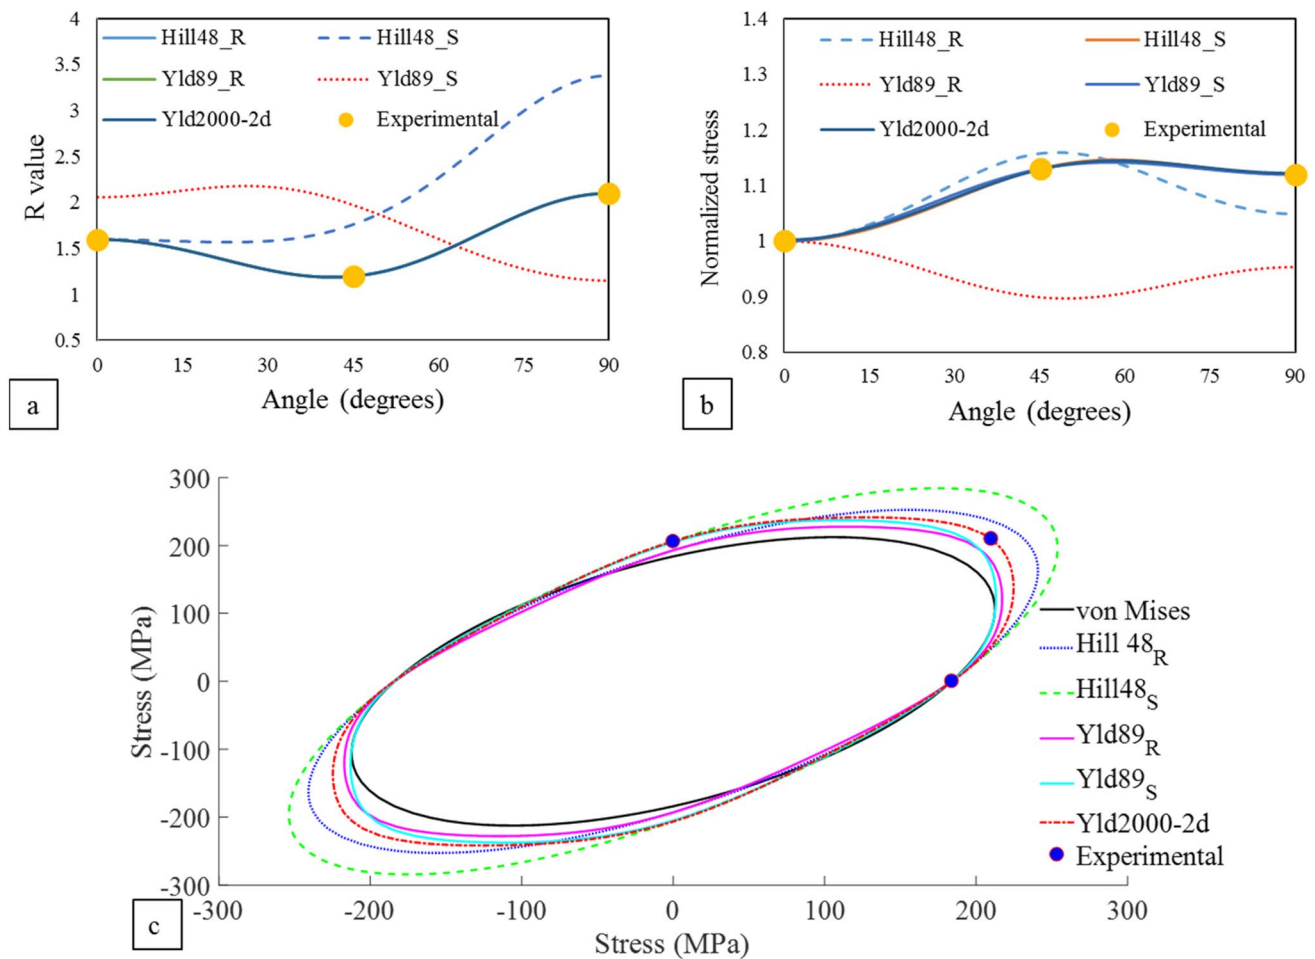 4
3.5
3
2.5
2
1.5
1
0.5
R value
Hill48_R
Hill48_S
Yld89_R
Yld89_S
Yld2000-2d
Experimental
0
15
30
45
60
75
90
Angle (degrees)
a
1.4
1.3
1.2
1.1
1
0.9
0.8
Normalized stress
Hill48_R
Hill48_S
Yld89_R
Yld89_S
Yld2000-2d
Experimental
0
15
30
45
60
75
90
Angle (degrees)
b
300
200
100
0
-100
-200
-300
Stress (MPa)
von Mises
Hill 48R
Hill48S
Yld89R
Yld89S
Yld2000-2d
Experimental
-300
-200
-100
0
100
200
300
Stress (MPa)
c